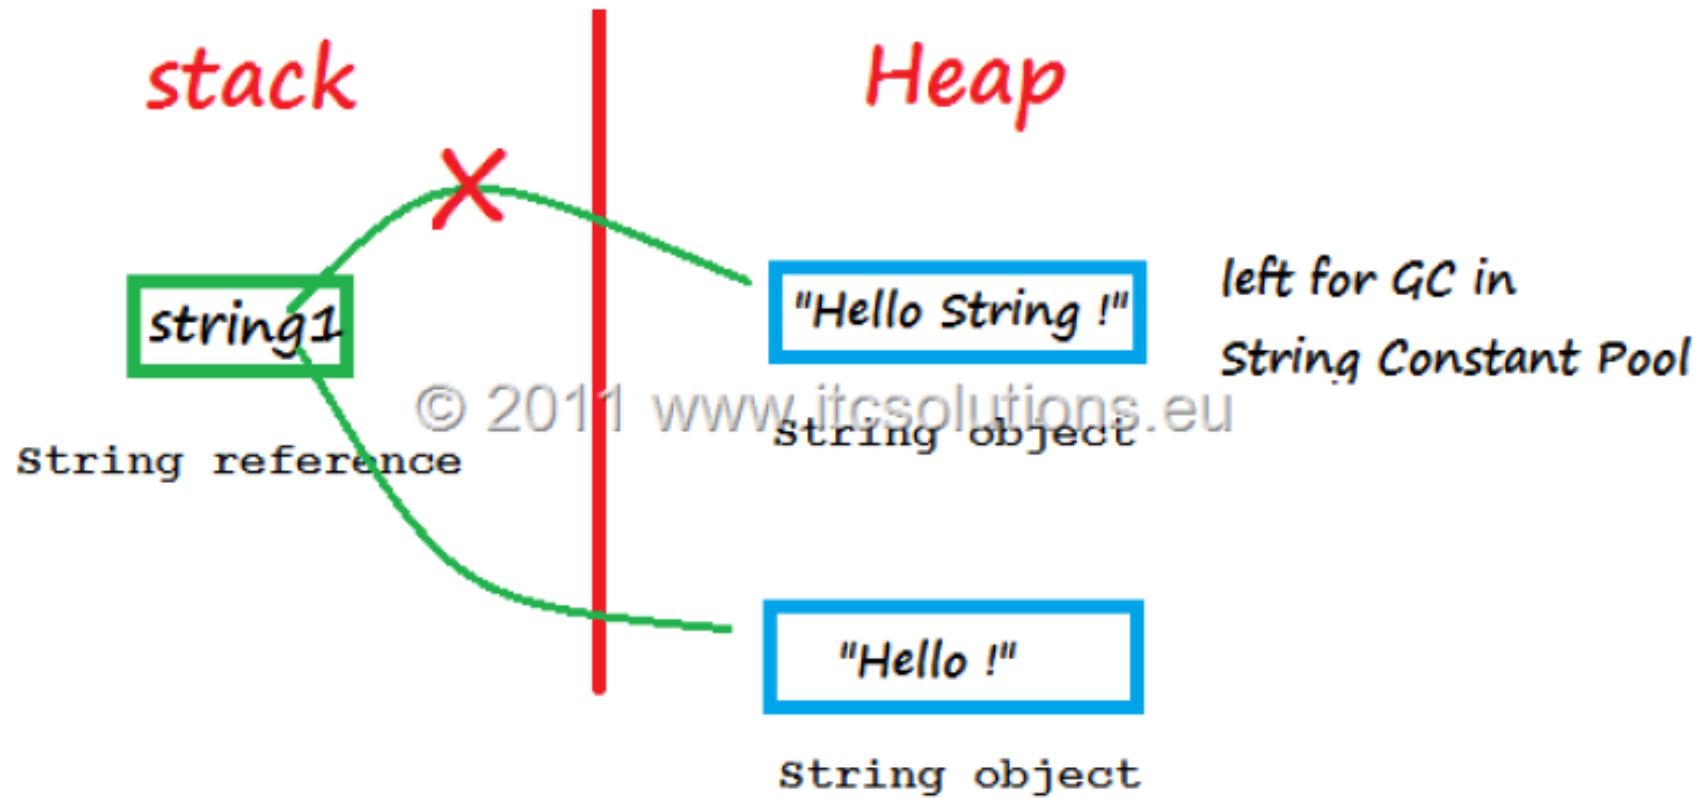 stack
Heap
string1
"Hello String !"
left for GC in
String Constant Pool
© 2011 www.itcsolutions.eu
String reference
String object
"Hello !"
String object